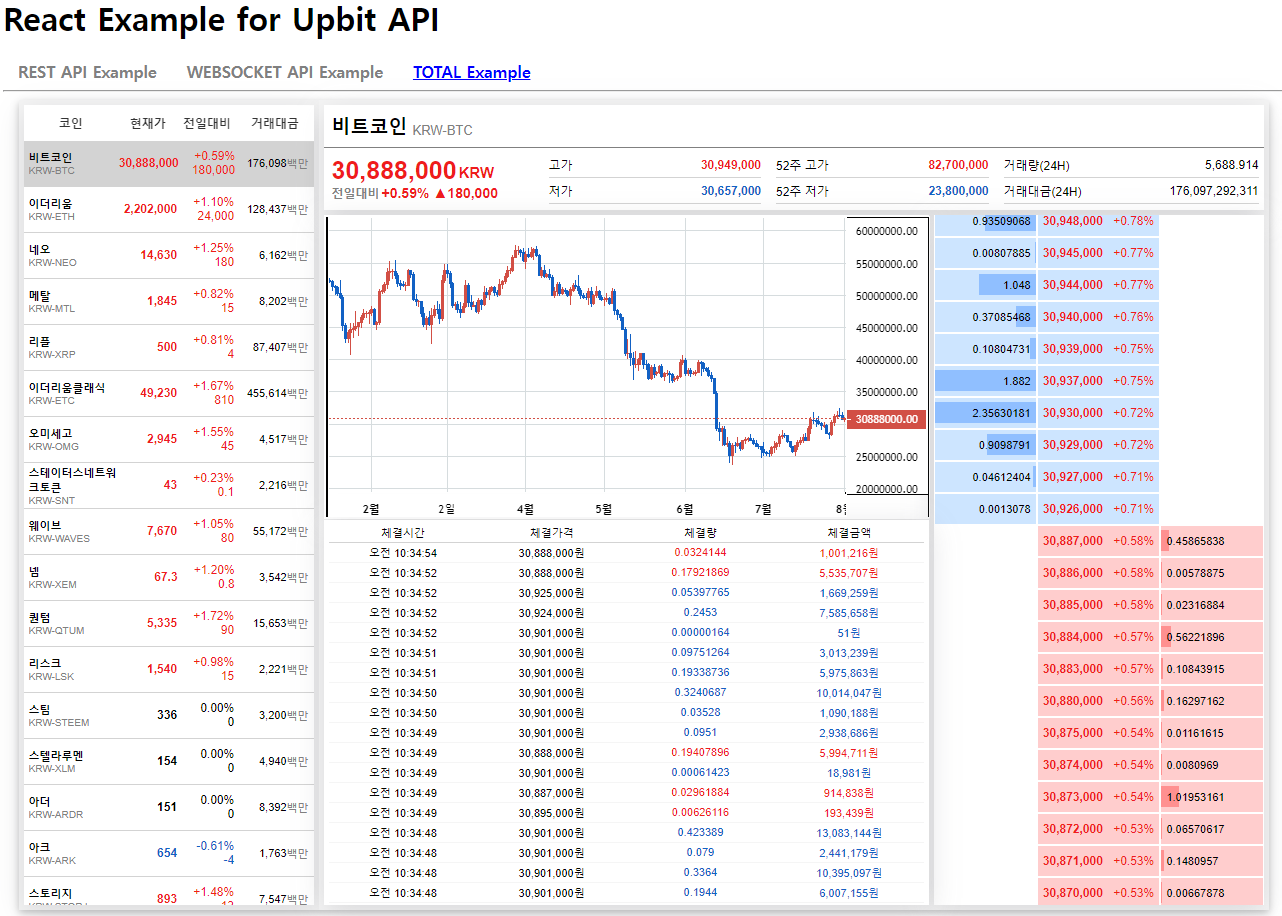 React Example for Upbit API
REST API Example WEBSOCKET API Example TOTAL Example
코인 현재가 전일대비 거래대금
비트코인 KRW-BTC 30,888,000 +0.59% 180,000 176,098백만
이더리움 KRW-ETH 2,202,000 +1.10% 24,000 128,437백만
네오 KRW-NEO 14,630 +1.25% 180 6,162백만
메탈 KRW-MTL 1,845 +0.82% 15 8,202백만
리플 KRW-XRP 500 +0.81% 4 87,407백만
이더리움클래식 KRW-ETC 49,230 +1.67% 810 455,614백만
오미세고 KRW-OMG 2,945 +1.55% 45 4,517백만
스테이터스네트워크토큰 KRW-SNT 43 +0.23% 0.1 2,216백만
웨이브 KRW-WAVES 7,670 +1.05% 80 55,172백만
넴 KRW-XEM 67.3 +1.20% 0.8 3,542백만
퀀텀 KRW-QTUM 5,335 +1.72% 90 15,653백만
리스크 KRW-LSK 1,540 +0.98% 15 2,221백만
스팀 KRW-STEEM 336 0.00% 0 3,200백만
스텔라루멘 KRW-XLM 154 0.00% 0 4,940백만
아더 KRW-ARDR 151 0.00% 0 8,392백만
아크 KRW-ARK 654 -0.61% -4 1,763백만
스토리지 893 +1.48% 7,547백만
비트코인 KRW-BTC
30,888,000 KRW
전일대비 +0.59% ▲180,000
고가 30,949,000 52주 고가 82,700,000 거래량(24H) 5,688.914
저가 30,657,000 52주 저가 23,800,000 거래대금(24H) 176,097,292,311
60000000.00
55000000.00
50000000.00
45000000.00
40000000.00
35000000.00
30888000.00
25000000.00
20000000.00
2월 2일 4월 5월 6월 7월 8월
체결시간 체결가격 체결량 체결금액
오전 10:34:54 30,888,000원 0.0324144 1,001,216원
오전 10:34:52 30,888,000원 0.17921869 5,535,707원
오전 10:34:52 30,925,000원 0.05397765 1,669,259원
오전 10:34:52 30,924,000원 0.2453 7,585,658원
오전 10:34:52 30,901,000원 0.00000164 51원
오전 10:34:51 30,901,000원 0.09751264 3,013,239원
오전 10:34:51 30,901,000원 0.19338736 5,975,863원
오전 10:34:50 30,901,000원 0.3240687 10,014,047원
오전 10:34:50 30,901,000원 0.03528 1,090,188원
오전 10:34:49 30,901,000원 0.0951 2,938,686원
오전 10:34:49 30,888,000원 0.19407896 5,994,711원
오전 10:34:49 30,901,000원 0.00061423 18,981원
오전 10:34:49 30,887,000원 0.02961884 914,838원
오전 10:34:49 30,895,000원 0.00626116 193,439원
오전 10:34:48 30,901,000원 0.423389 13,083,144원
오전 10:34:48 30,901,000원 0.079 2,441,179원
오전 10:34:48 30,901,000원 0.3364 10,395,097원
오전 10:34:48 30,901,000원 0.1944 6,007,155원
0.93509068 30,948,000 +0.78%
0.00807885 30,945,000 +0.77%
1.048 30,944,000 +0.77%
0.37085468 30,940,000 +0.76%
0.10804731 30,939,000 +0.75%
1.882 30,937,000 +0.75%
2.35630181 30,930,000 +0.72%
0.9098791 30,929,000 +0.72%
0.04612404 30,927,000 +0.71%
0.0013078 30,926,000 +0.71%
30,887,000 +0.58% 0.45865838
30,886,000 +0.58% 0.00578875
30,885,000 +0.58% 0.02316884
30,884,000 +0.57% 0.56221896
30,883,000 +0.57% 0.10843915
30,880,000 +0.56% 0.16297162
30,875,000 +0.54% 0.01161615
30,874,000 +0.54% 0.0080969
30,873,000 +0.54% 1.01953161
30,872,000 +0.53% 0.06570617
30,871,000 +0.53% 0.1480957
30,870,000 +0.53% 0.00667878